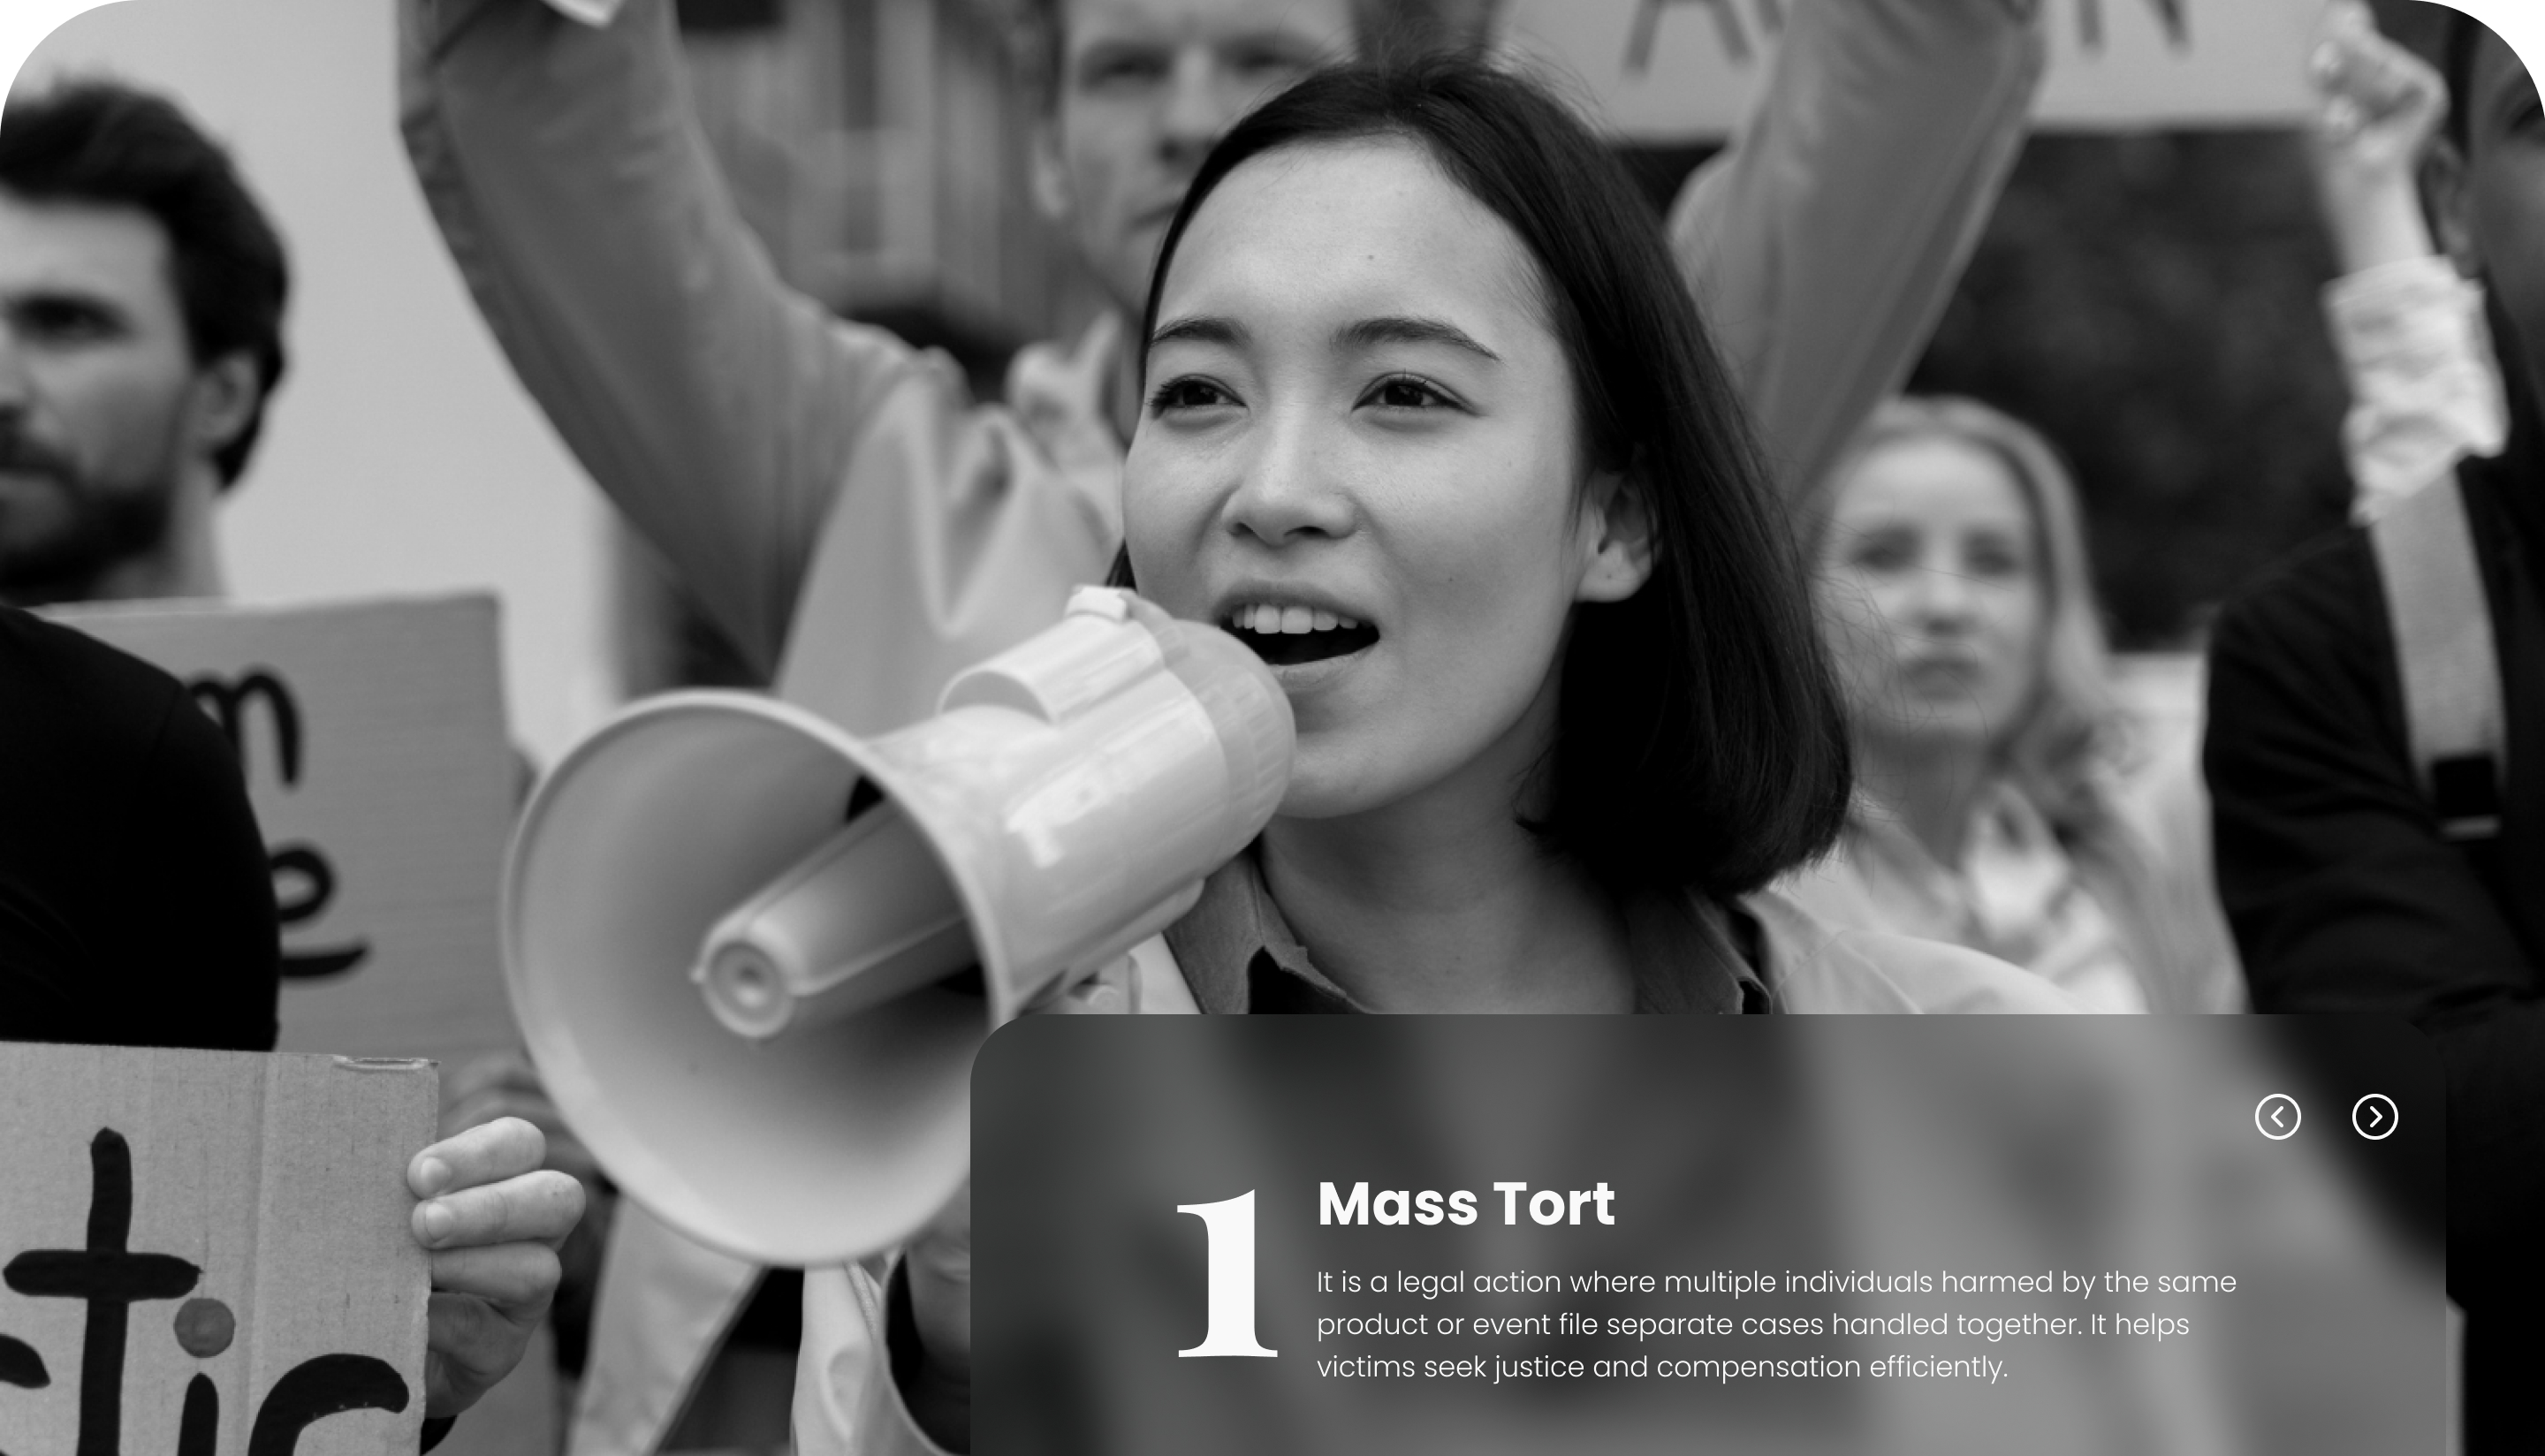 m
e
tic
1
Mass Tort
It is a legal action where multiple individuals harmed by the same
product or event file separate cases handled together. It helps
victims seek justice and compensation efficiently.